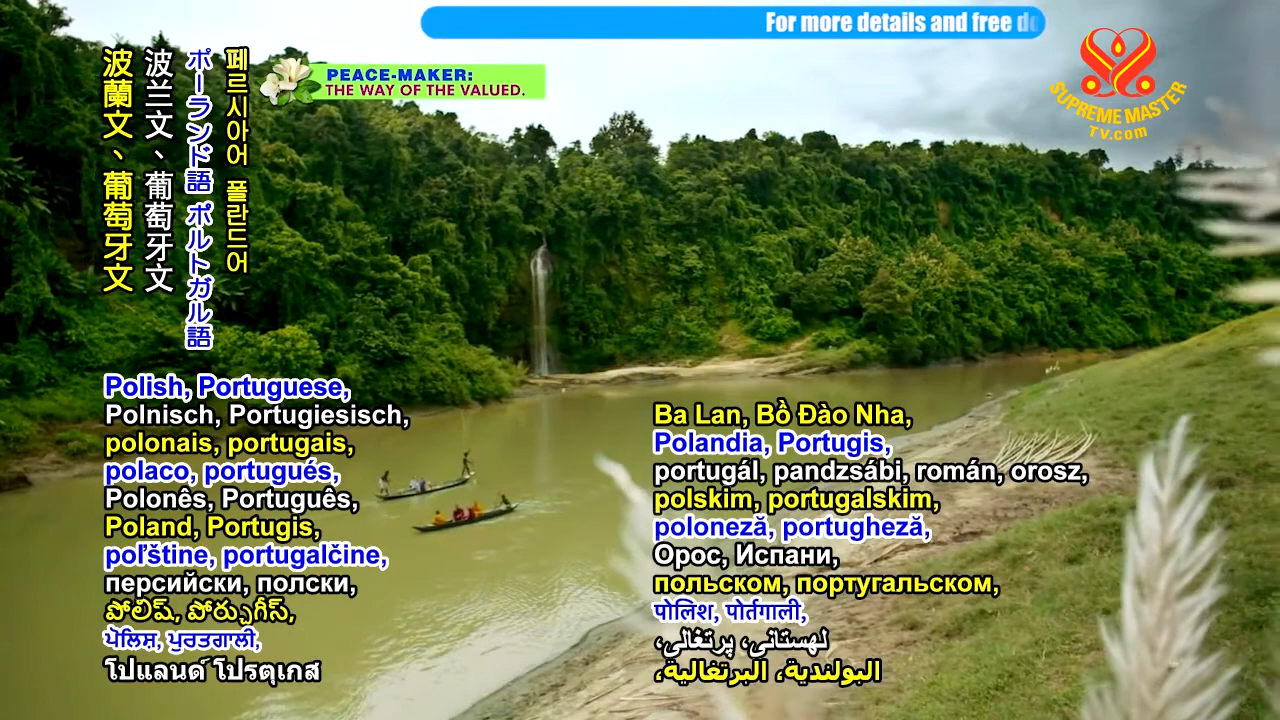 For more details and free
PEACE-MAKER:
THE WAY OF THE VALUED.
SUPREME MASTER
TV.com
波蘭文、葡萄牙文
波兰文、葡萄牙文
ポーランド語 ポルトガル語
페르시아어 폴란드어
Polish, Portuguese,
Polnisch, Portugiesisch,
polonais, portugais,
polaco, portugués,
Polonês, Português,
Poland, Portugis,
poľštine, portugalčine,
персийски, полски,
పోలిష్, పోర్చుగీస్,
ਪੋਲਿਸ਼, ਪੁਰਤਗਾਲੀ,
โปแลนด์ โปรตุเกส
Ba Lan, Bồ Đào Nha,
Polandia, Portugis,
portugál, pandzsábi, román, orosz,
polskim, portugalskim,
poloneză, portugheză,
Орос, Испани,
польском, португальском,
पोलिश, पोर्तगाली,
لهستانی، پرتغالی،
البولندية، البرتغالية،